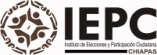 IEPC
Instituto de Elecciones y Participación Ciudadana
CHIAPAS